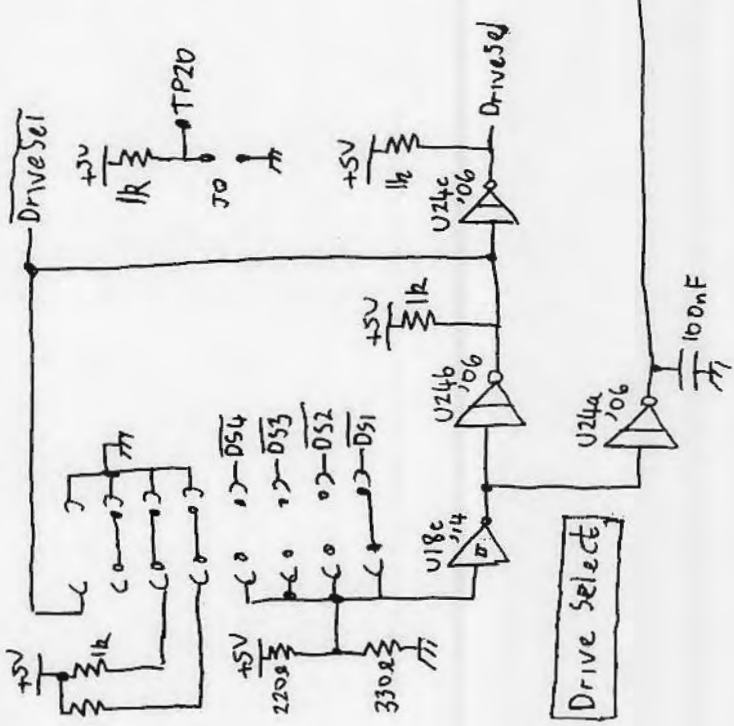 DriveSel
+5V
1k
TP20
J0
+5V
1k
DriveSel
U24c
'06
+5V
1k
U24b
'06
+5V
1k
DS4
DS3
DS2
DS1
+5V
220Ω
330Ω
U18c
'14
U24a
'06
100nF
Drive Select